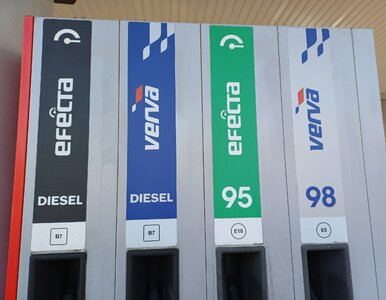 efecta
DIESEL
B7
verva
DIESEL
B7
efecta
95
E10
verva
98
E5